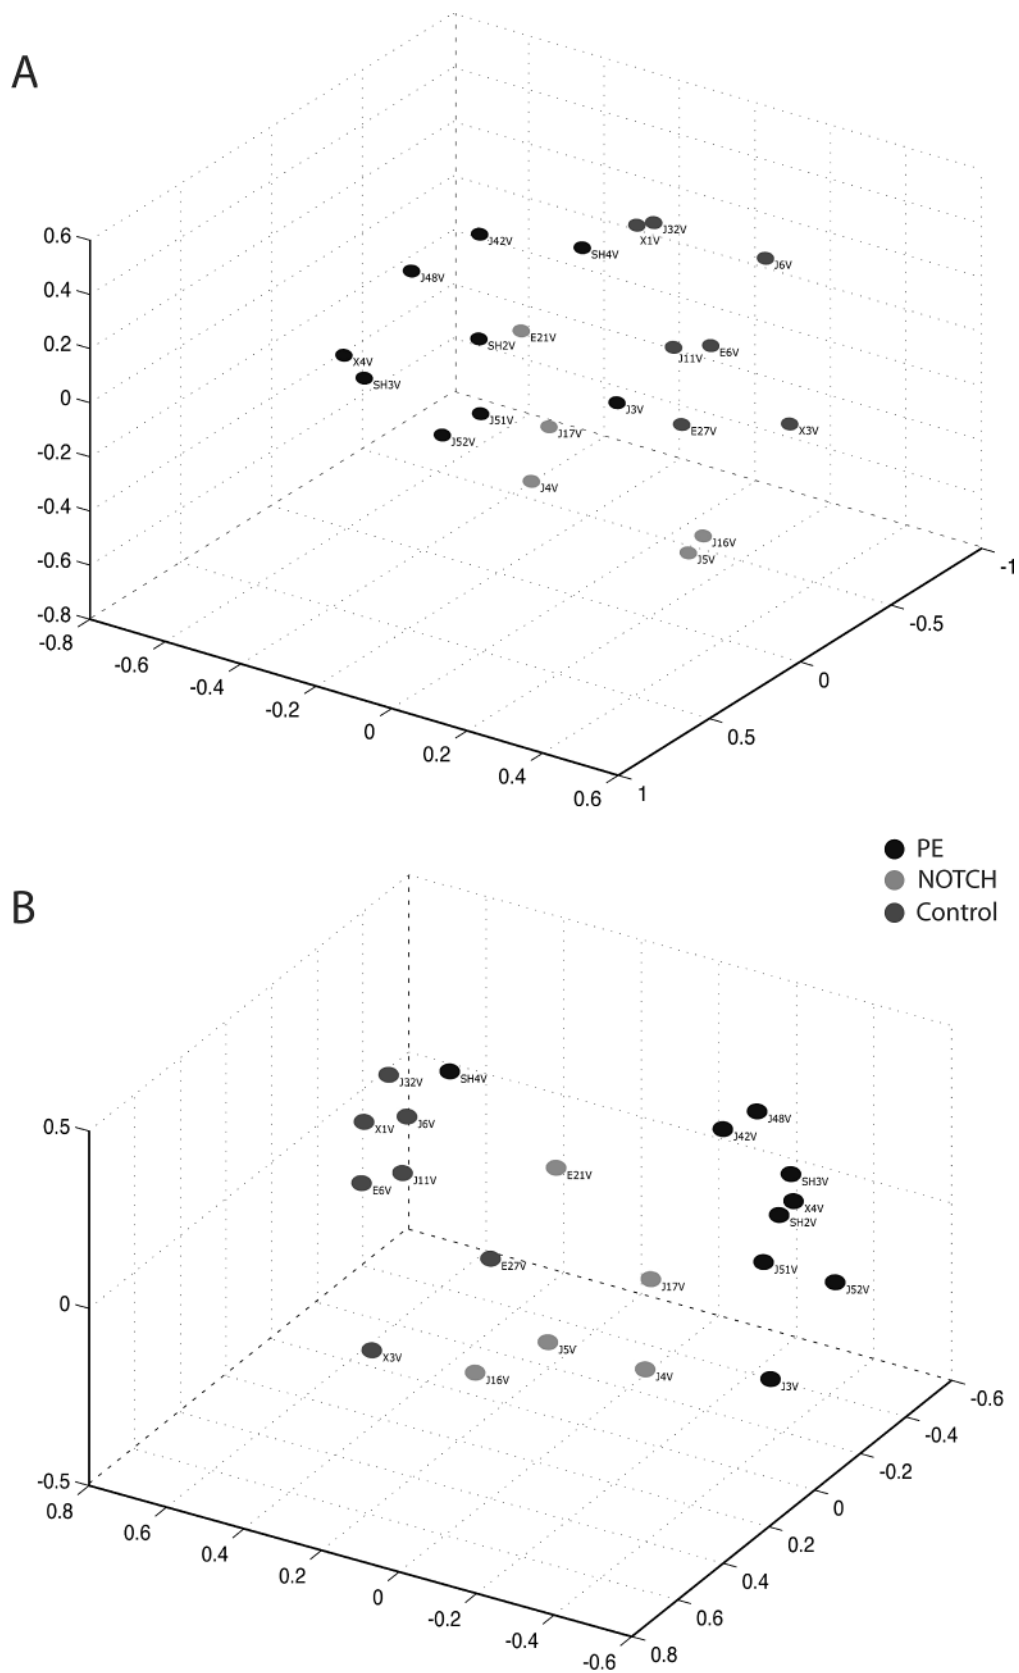 A
0.6
0.4
0.2
0
-0.2
-0.4
-0.6
-0.8
-0.8
-0.6
-0.4
-0.2
0
0.2
0.4
0.6
1
0.5
0
-0.5
-1
J42V
SH4V
X1V
J32V
J6V
J48V
SH2V
E21V
J11V
E6V
X4V
SH3V
J3V
J51V
J17V
E27V
X3V
J52V
J4V
J16V
J5V
PE
NOTCH
Control
B
0.5
0
-0.5
0.8
0.6
0.4
0.2
0
-0.2
-0.4
-0.6
0.8
0.6
0.4
0.2
0
-0.2
-0.4
-0.6
J32V
SH4V
X1V
J6V
J48V
J42V
E6V
J11V
E21V
SH3V
X4V
SH2V
E27V
J51V
J17V
J52V
X3V
J5V
J16V
J4V
J3V